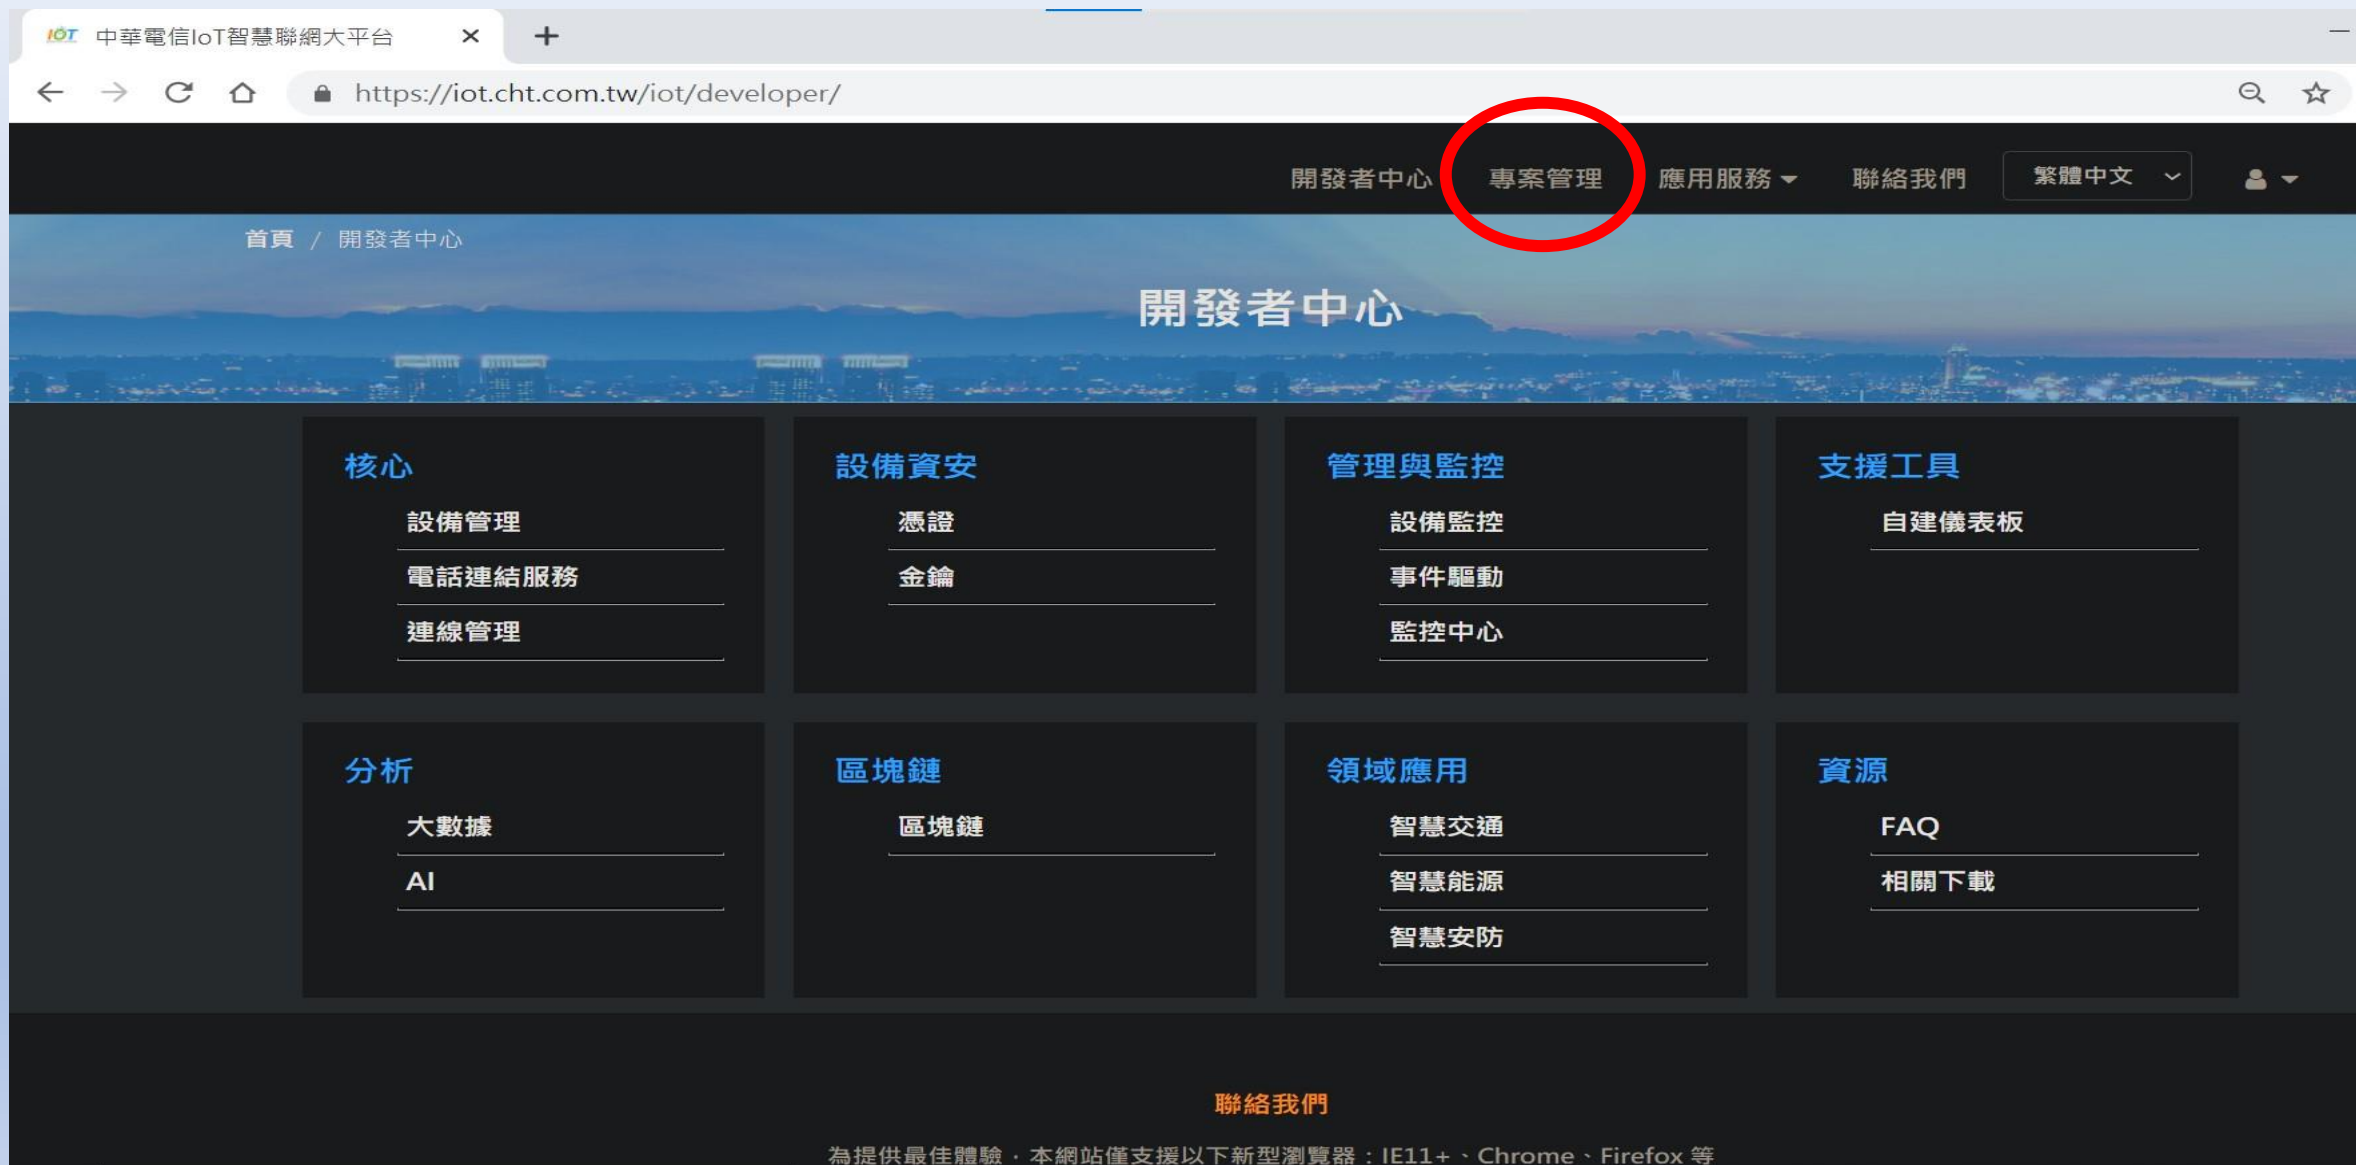 IOT 中華電信IoT智慧聯網大平台
https://iot.cht.com.tw/iot/developer/
開發者中心 專案管理 應用服務 聯絡我們 繁體中文
首頁 / 開發者中心
開發者中心
核心
設備管理
電話連結服務
連線管理
設備資安
憑證
金鑰
管理與監控
設備監控
事件驅動
監控中心
支援工具
自建儀表板
分析
大數據
AI
區塊鏈
區塊鏈
領域應用
智慧交通
智慧能源
智慧安防
資源
FAQ
相關下載
聯絡我們
為提供最佳體驗，本網站僅支援以下新型瀏覽器：IE11+、Chrome、Firefox 等